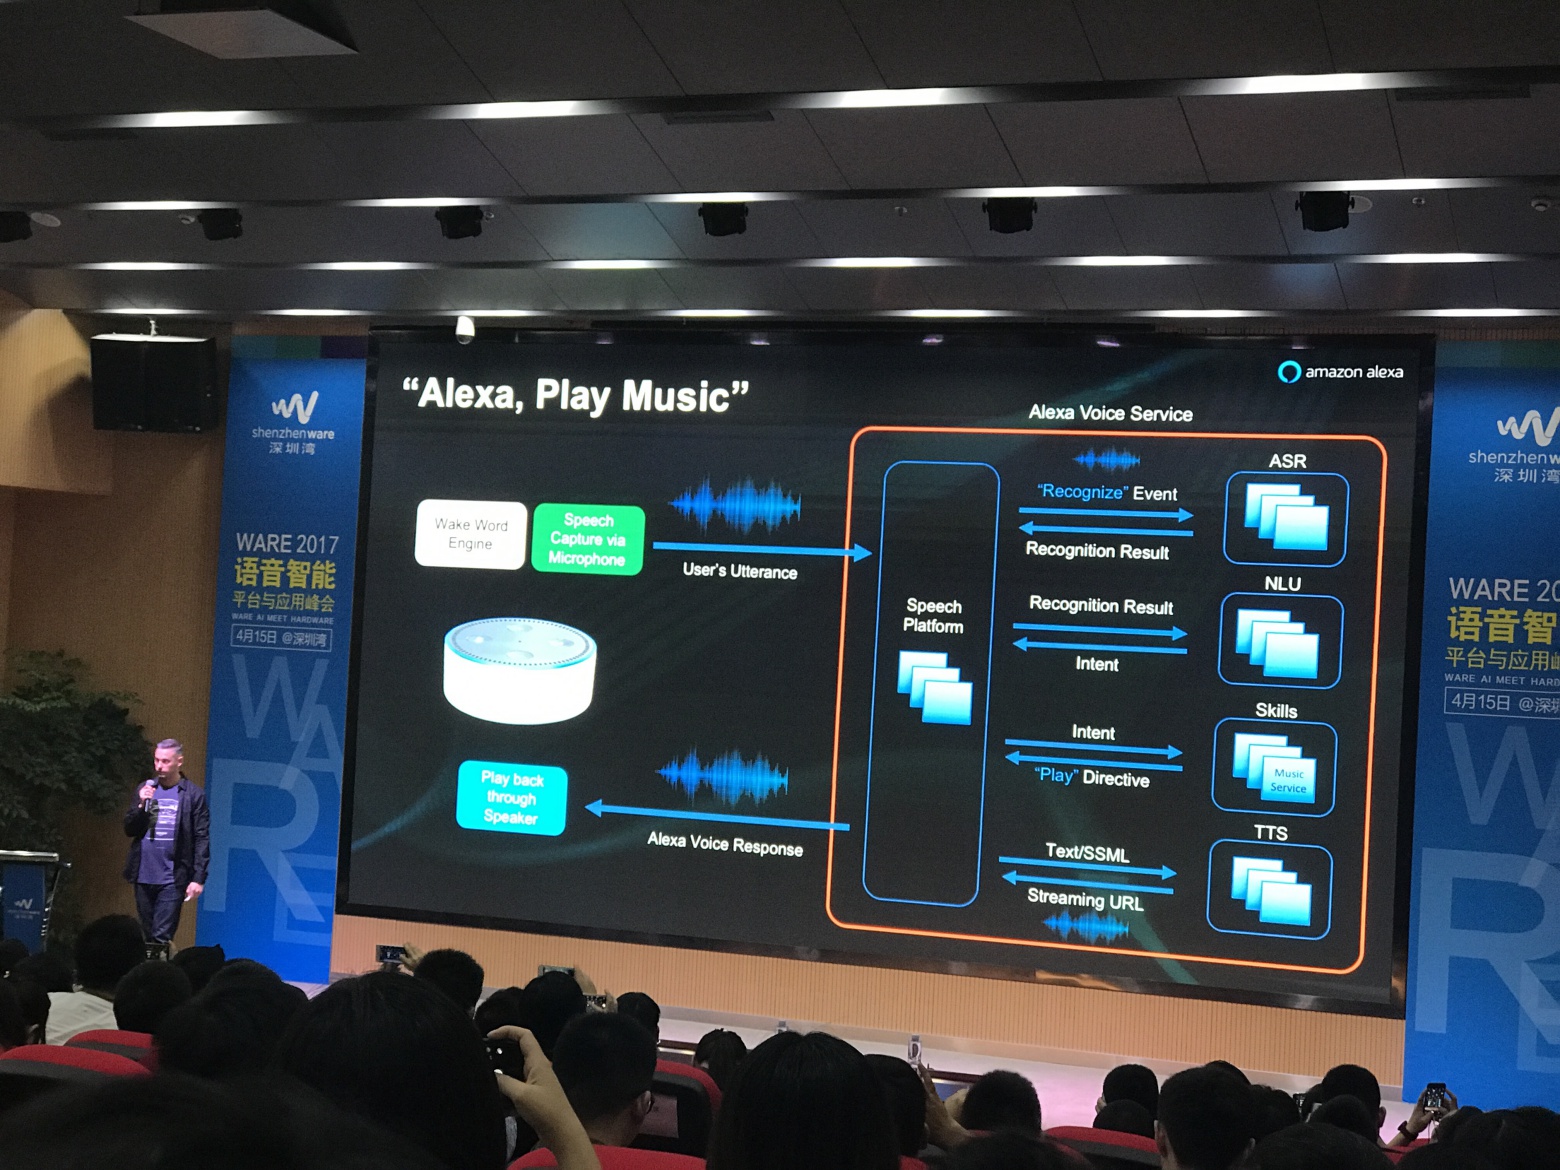 shenzhenware
深圳湾
WARE 2017
语音智能
平台与应用峰会
WARE AI MEET HARDWARE
4月15日 @深圳湾
WARE
“Alexa, Play Music”
amazon alexa
Alexa Voice Service
Wake Word
Engine
Speech
Capture via
Microphone
User's Utterance
Play back
through
Speaker
Alexa Voice Response
Speech
Platform
“Recognize” Event
Recognition Result
ASR
Recognition Result
Intent
NLU
Intent
“Play” Directive
Skills
Music
Service
Text/SSML
Streaming URL
TTS
shenzhenw
深圳湾
WARE 20
语音智
平台与应用峰
WARE AI MEET HARD
4月15日 @深圳
W
R
E